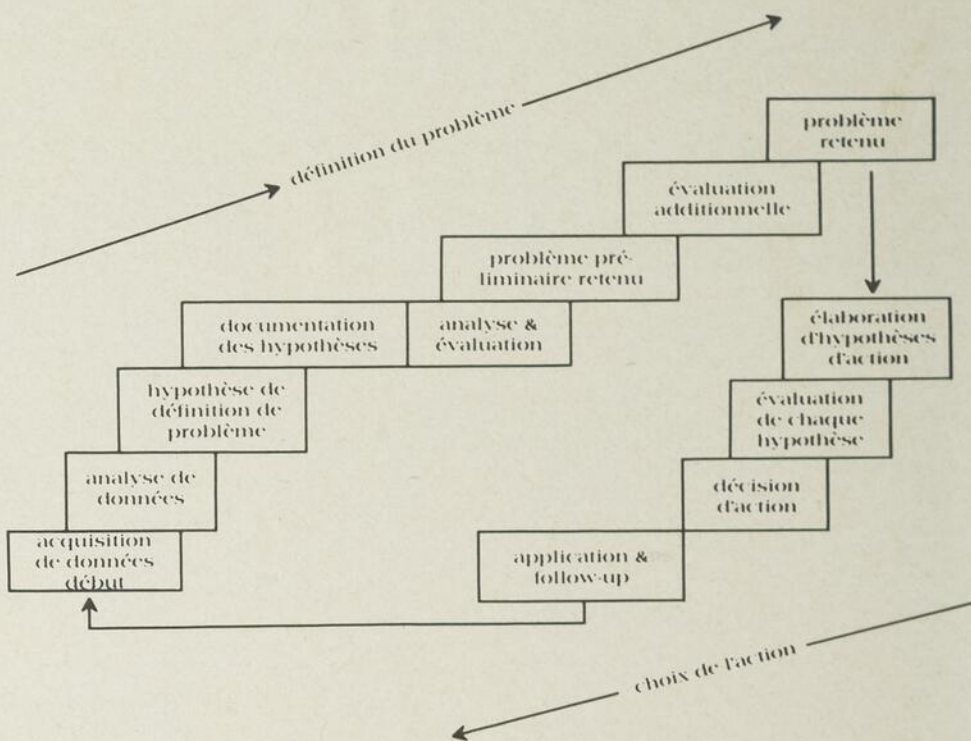 définition du problème
problème
retenu
évaluation
additionnelle
problème pré-
liminaire retenu
documentation
des hypothèses
analyse &
évaluation
élaboration
d'hypothèses
d'action
hypothèse de
définition de
problème
évaluation
de chaque
hypothèse
analyse de
données
décision
d'action
acquisition
de données
début
application &
follow-up
choix de l'action